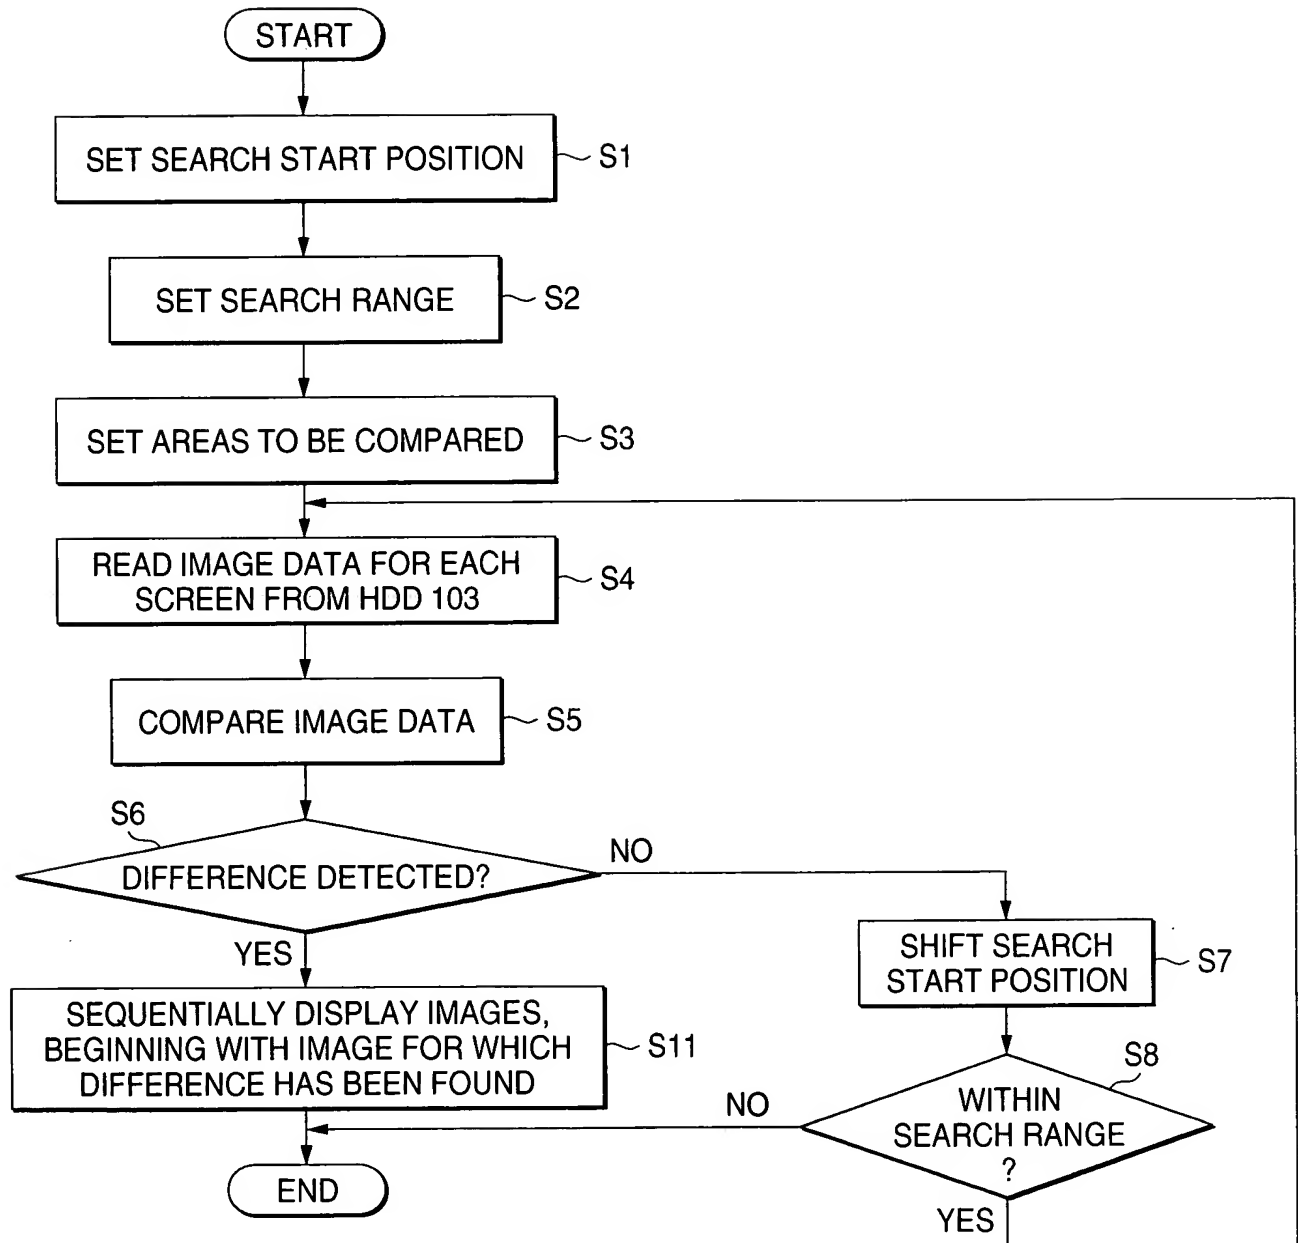 START
SET SEARCH START POSITION
S1
SET SEARCH RANGE
S2
SET AREAS TO BE COMPARED
S3
READ IMAGE DATA FOR EACH
SCREEN FROM HDD 103
S4
COMPARE IMAGE DATA
S5
S6
DIFFERENCE DETECTED?
NO
YES
SHIFT SEARCH
START POSITION
S7
SEQUENTIALLY DISPLAY IMAGES,
BEGINNING WITH IMAGE FOR WHICH
DIFFERENCE HAS BEEN FOUND
S11
S8
WITHIN
SEARCH RANGE
?
NO
YES
END